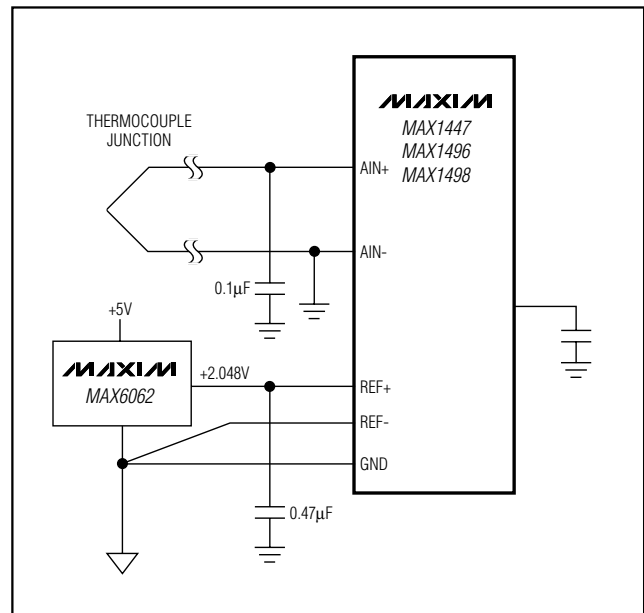 MAXIM
MAX1447
MAX1496
MAX1498
THERMOCOUPLE
JUNCTION
AIN+
AIN-
0.1µF
+5V
MAXIM
MAX6062
+2.048V
REF+
REF-
GND
0.47µF